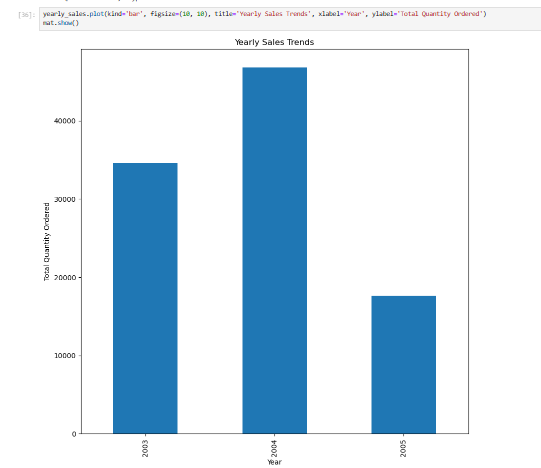 [36]: yearly_sales.plot(kind='bar', figsize=(10, 10), title='Yearly Sales Trends', xlabel='Year', ylabel='Total Quantity Ordered')
mat.show()
Yearly Sales Trends
Total Quantity Ordered
40000
30000
20000
10000
0
2003
2004
2005
Year